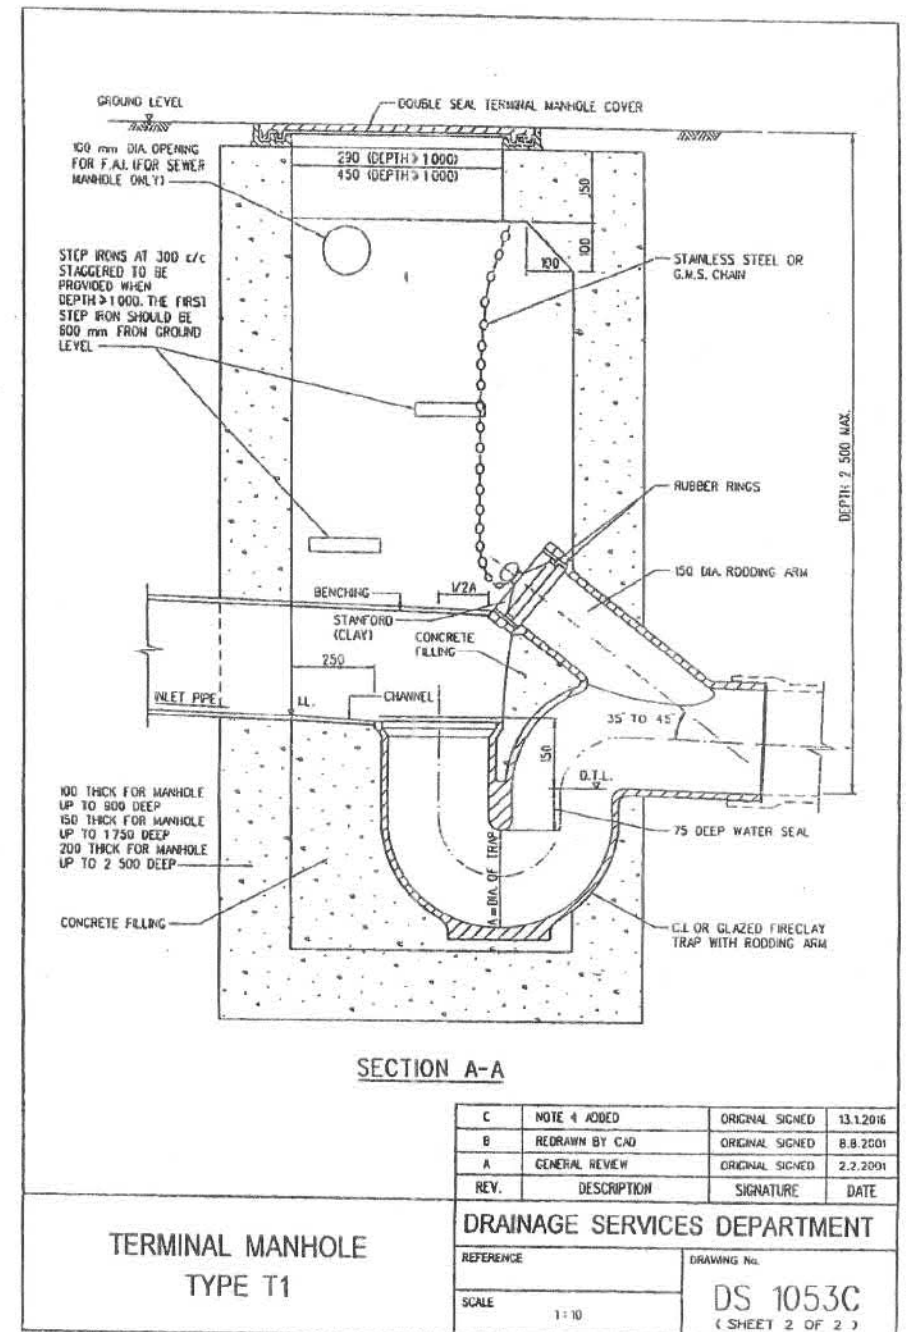 GROUND LEVEL
DOUBLE SEAL TERMINAL MANHOLE COVER
100 mm DIA. OPENING
FOR F.A.I. (FOR SEWER
MANHOLE ONLY)
290 (DEPTH > 1000)
450 (DEPTH > 1000)
150
100
100
STEP IRONS AT 300 c/c
STAGGERED TO BE
PROVIDED WHEN
DEPTH > 1000. THE FIRST
STEP IRON SHOULD BE
600 mm FROM GROUND
LEVEL
STAINLESS STEEL OR
G.M.S. CHAIN
DEPTH 2 500 MAX.
RUBBER RINGS
150 DIA. RODDING ARM
BENCHING
1/2A
STANFORD
(CLAY)
CONCRETE
FILLING
250
INLET PIPE
I.L.
CHANNEL
35° TO 45°
150
O.T.L.
100 THICK FOR MANHOLE
UP TO 900 DEEP
150 THICK FOR MANHOLE
UP TO 1750 DEEP
200 THICK FOR MANHOLE
UP TO 2 500 DEEP
75 DEEP WATER SEAL
A = DIA. OF TRAP
CONCRETE FILLING
C.I. OR GLAZED FIRECLAY
TRAP WITH RODDING ARM
SECTION A-A
C NOTE 4 ADDED ORIGINAL SIGNED 13.1.2016
B REDRAWN BY CAD ORIGINAL SIGNED 8.8.2001
A GENERAL REVIEW ORIGINAL SIGNED 2.2.2001
REV. DESCRIPTION SIGNATURE DATE
TERMINAL MANHOLE
TYPE T1
DRAINAGE SERVICES DEPARTMENT
REFERENCE
DRAWING No.
DS 1053C
(SHEET 2 OF 2)
SCALE
1 : 10